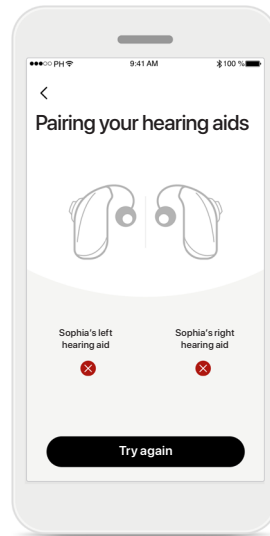 PH 9:41 AM 100 %
Pairing your hearing aids
Sophia's left
hearing aid
Sophia's right
hearing aid
Try again